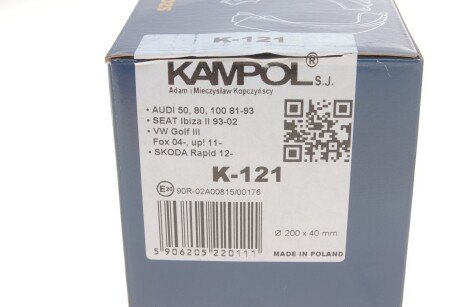 K-121
KAMPOL® S.J.
Adam i Mieczysław Kopczyńscy
• AUDI 50, 80, 100 81-93
• SEAT Ibiza II 93-02
• VW Golf III
Fox 04-, up! 11-
• SKODA Rapid 12-
K-121
E20 90R-02A00815/00176
Ø 200 x 40 mm
5 906205 220111
MADE IN POLAND